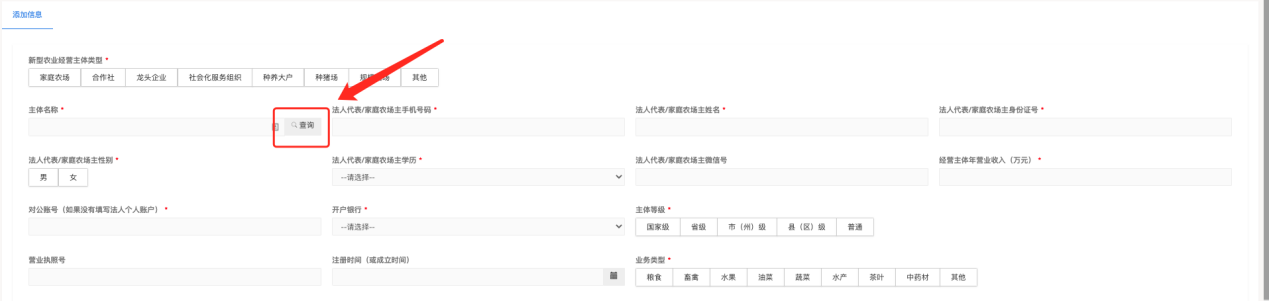 添加信息
新型农业经营主体类型 *
家庭农场 合作社 龙头企业 社会化服务组织 种养大户 种猪场 其他
主体名称 * 法人代表/家庭农场主手机号码 * 法人代表/家庭农场主姓名 * 法人代表/家庭农场主身份证号 *
查询
法人代表/家庭农场主性别 * 法人代表/家庭农场主学历 * 法人代表/家庭农场主微信号 经营主体年营业收入（万元） *
男 女 --请选择--
对公账号（如果没有填写法人个人账户） * 开户银行 * 主体等级 *
--请选择-- 国家级 省级 市（州）级 县（区）级 普通
营业执照号 注册时间（或成立时间） 业务类型 *
粮食 畜禽 水果 油菜 蔬菜 水产 茶叶 中药材 其他